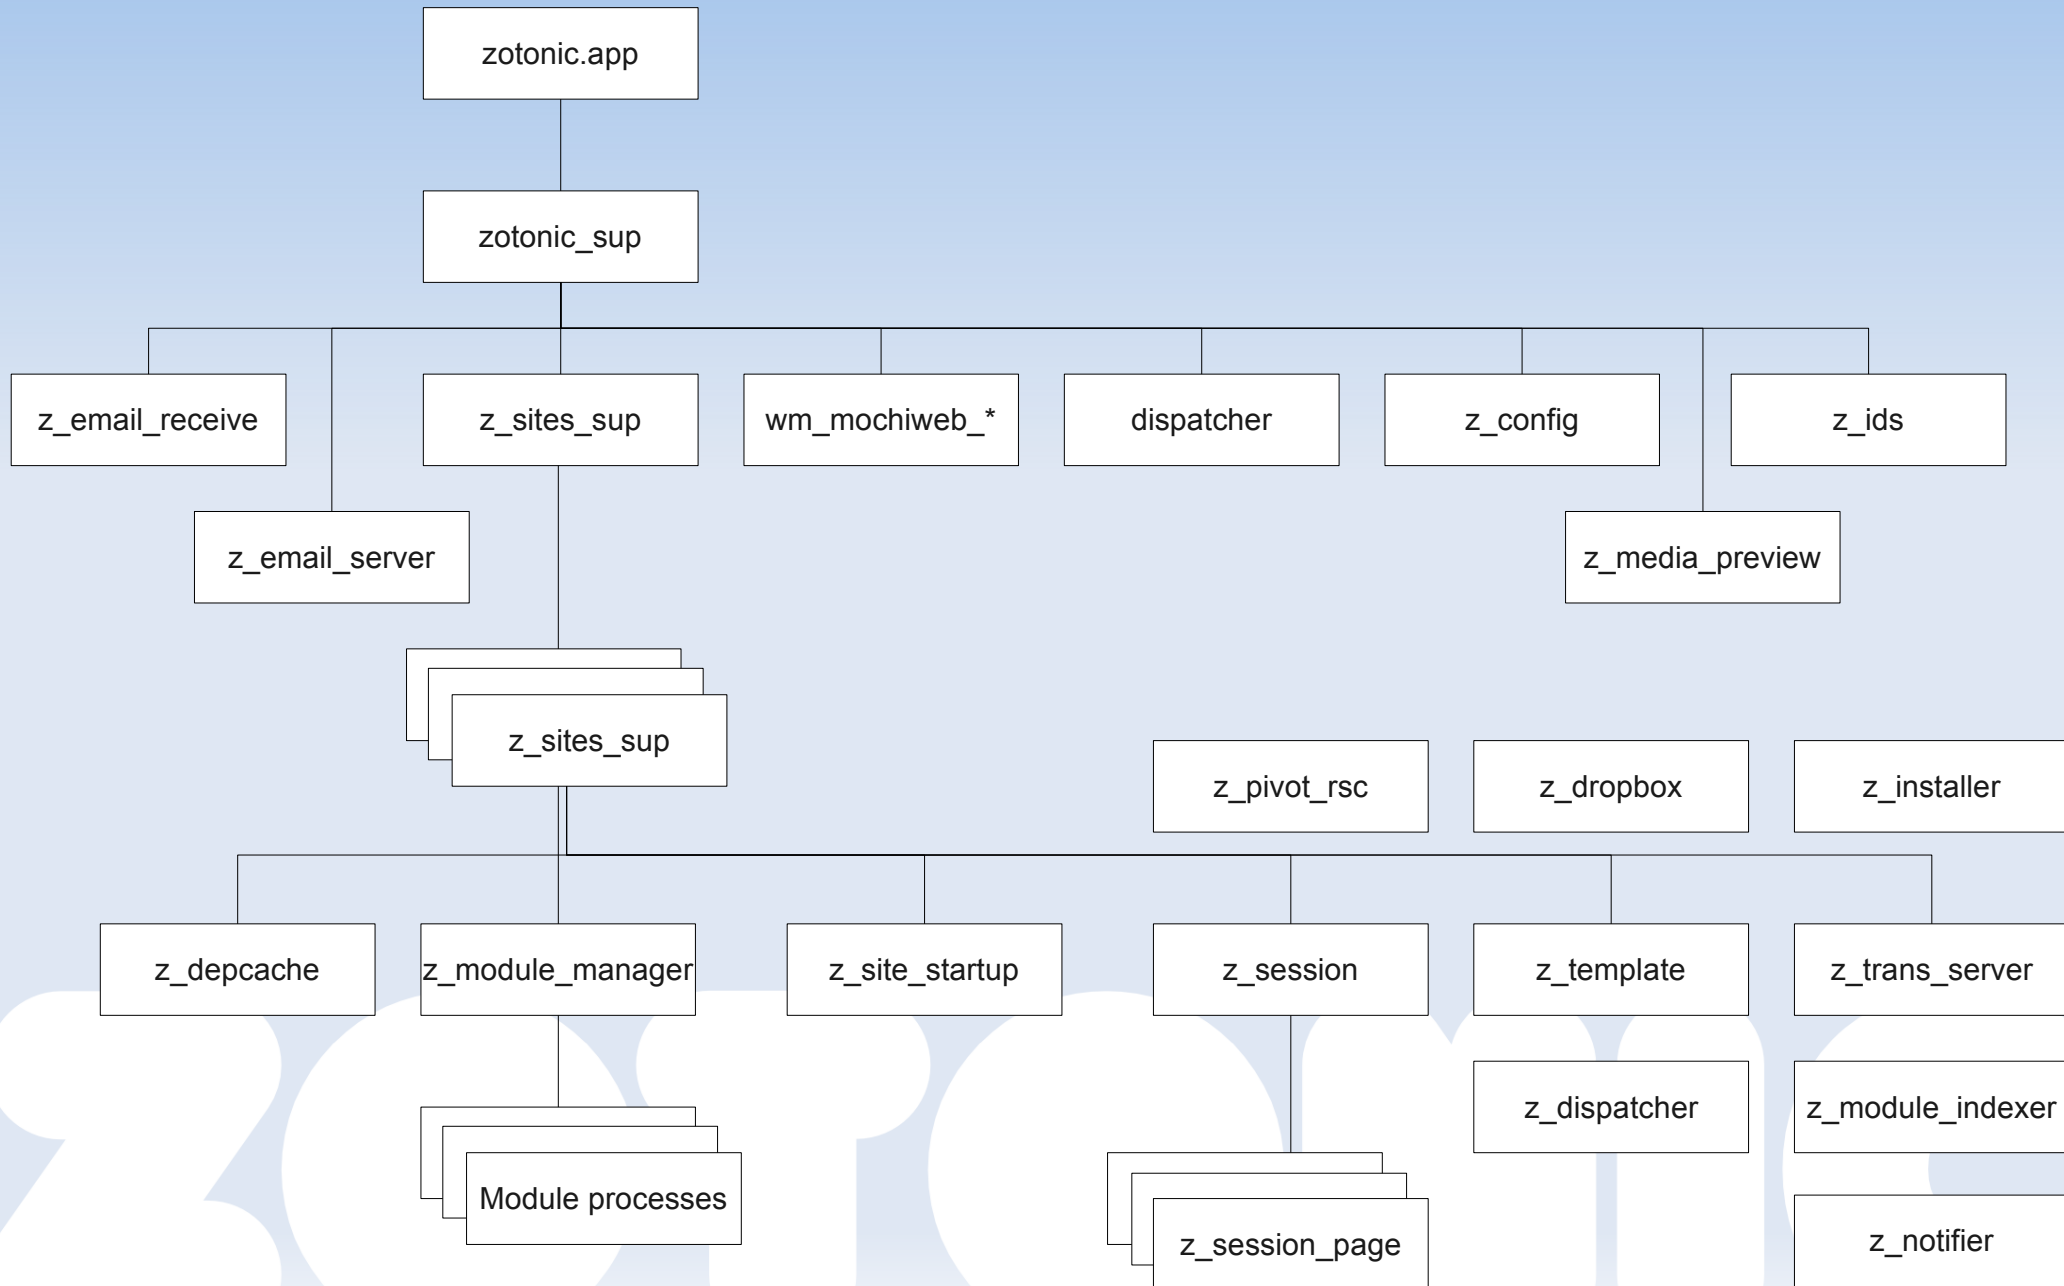 zotonic.app
zotonic_sup
z_email_receive
z_sites_sup
wm_mochiweb_*
dispatcher
z_config
z_ids
z_email_server
z_media_preview
z_sites_sup
z_pivot_rsc
z_dropbox
z_installer
z_depcache
z_module_manager
z_site_startup
z_session
z_template
z_trans_server
z_dispatcher
z_module_indexer
Module processes
z_session_page
z_notifier
zotonic